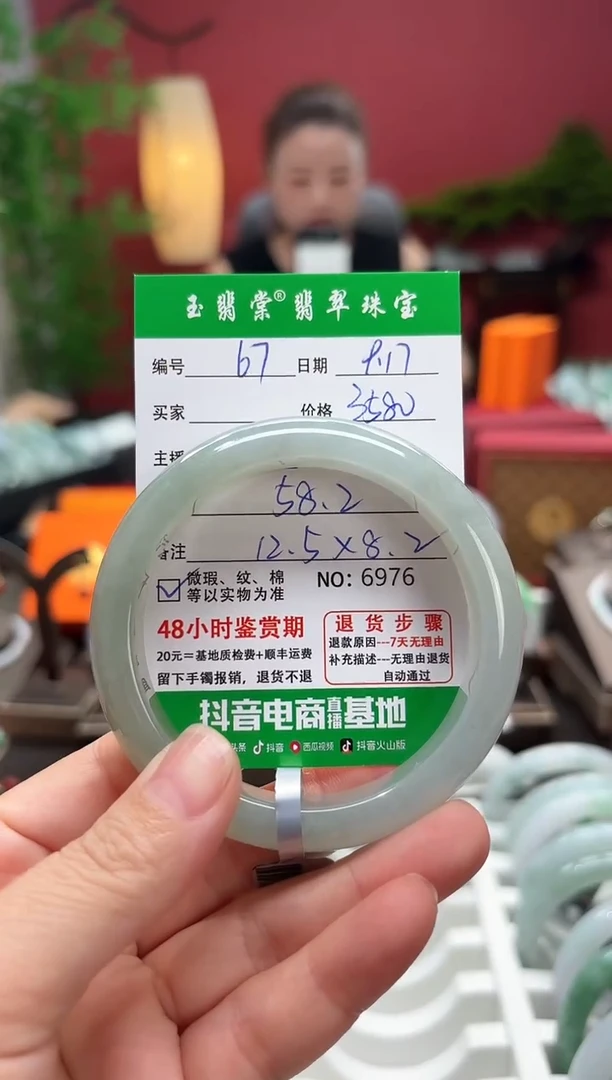 玉翡棠® 翡翠珠宝
编号 67 日期 9.17
买家 价格 3580
主播
58.2
备注 12.5×8.2
☑ 微瑕、纹、棉 NO: 6976
等以实物为准
48小时鉴赏期
20元=基地质检费+顺丰运费
留下手镯报销，退货不退
退货步骤
退款原因---7天无理由
补充描述---无理由退货
自动通过
抖音电商直播基地
头条 抖音 西瓜视频 抖音火山版